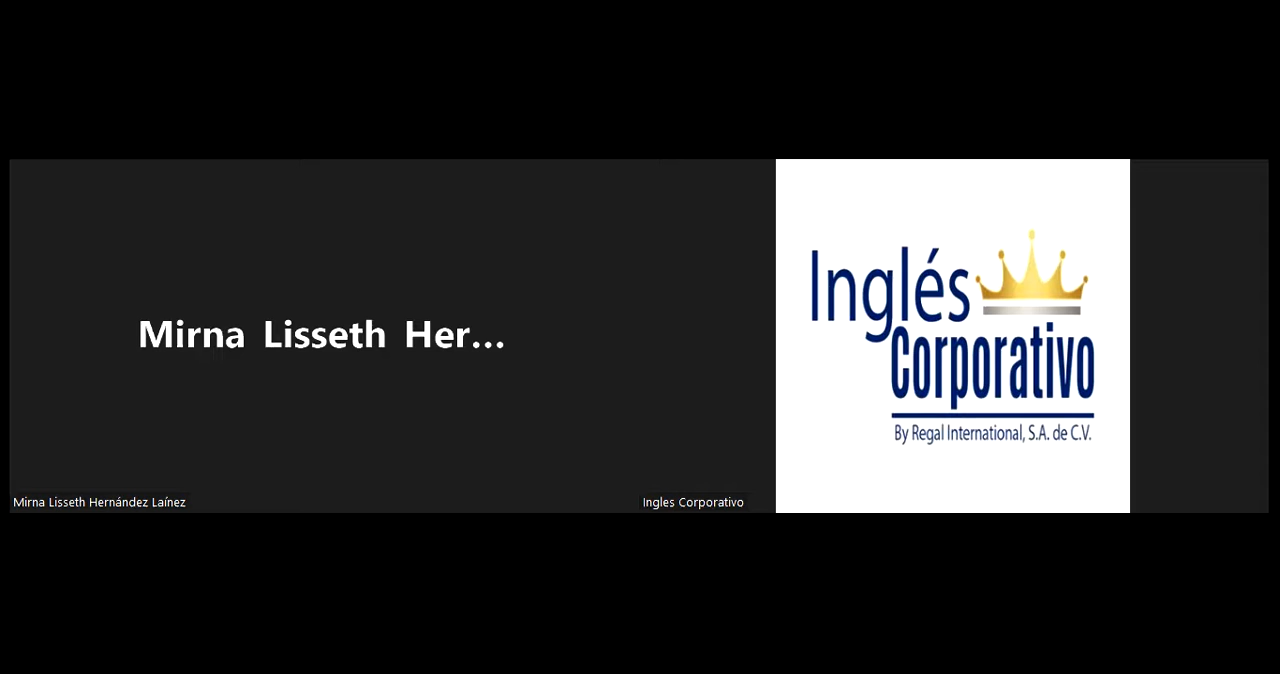 Mirna Lisseth Her...
Mirna Lisseth Hernández Laínez
Inglés
Corporativo
By Regal International, S.A. de C.V.
Ingles Corporativo